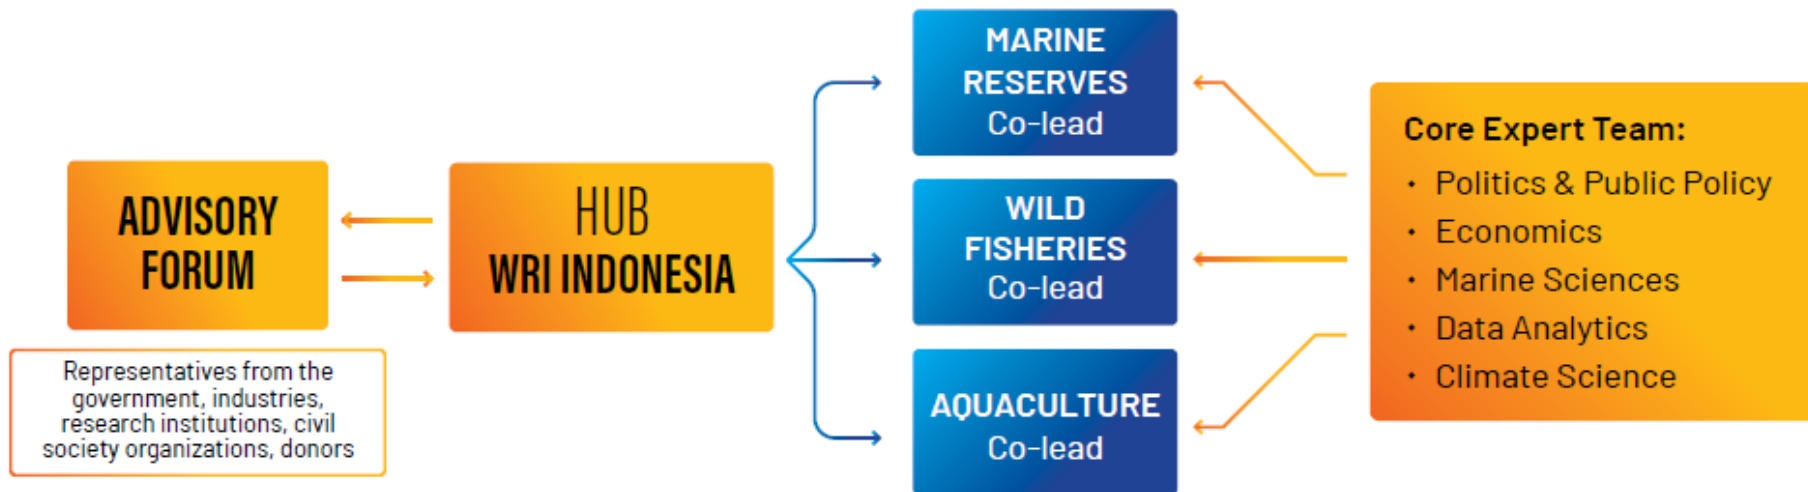 ADVISORY
FORUM
Representatives from the
government, industries,
research institutions, civil
society organizations, donors
HUB
WRI INDONESIA
MARINE
RESERVES
Co-lead
WILD
FISHERIES
Co-lead
AQUACULTURE
Co-lead
Core Expert Team:
• Politics & Public Policy
• Economics
• Marine Sciences
• Data Analytics
• Climate Science